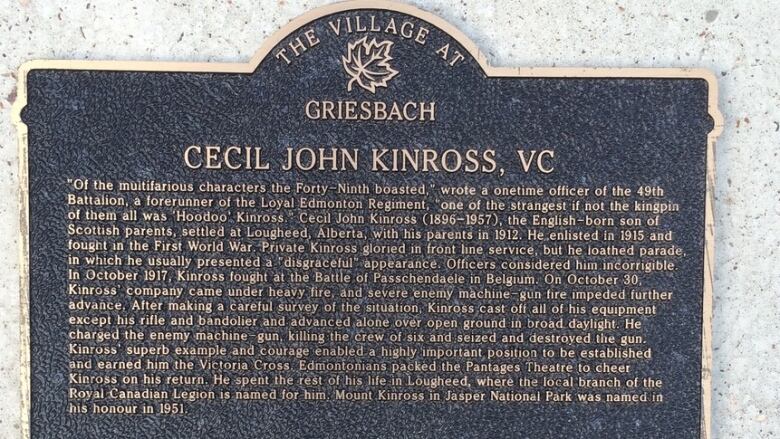 THE VILLAGE AT
GRIESBACH
CECIL JOHN KINROSS, VC
"Of the multifarious characters the Forty-Ninth boasted," wrote a onetime officer of the 49th
Battalion, a forerunner of the Loyal Edmonton Regiment, "one of the strangest if not the kingpin
of them all was 'Hoodoo' Kinross." Cecil John Kinross (1896-1957), the English-born son of
Scottish parents, settled at Lougheed, Alberta, with his parents in 1912. He enlisted in 1915 and
fought in the First World War. Private Kinross gloried in front line service, but he loathed parade,
in which he usually presented a "disgraceful" appearance. Officers considered him incorrigible.
In October 1917, Kinross fought at the Battle of Passchendaele in Belgium. On October 30,
Kinross' company came under heavy fire, and severe enemy machine-gun fire impeded further
advance. After making a careful survey of the situation, Kinross cast off all of his equipment
except his rifle and bandolier and advanced alone over open ground in broad daylight. He
charged the enemy machine-gun, killing the crew of six and seized and destroyed the gun.
Kinross' superb example and courage enabled a highly important position to be established
and earned him the Victoria Cross. Edmontonians packed the Pantages Theatre to cheer
Kinross on his return. He spent the rest of his life in Lougheed, where the local branch of the
Royal Canadian Legion is named for him. Mount Kinross in Jasper National Park was named in
his honour in 1951.